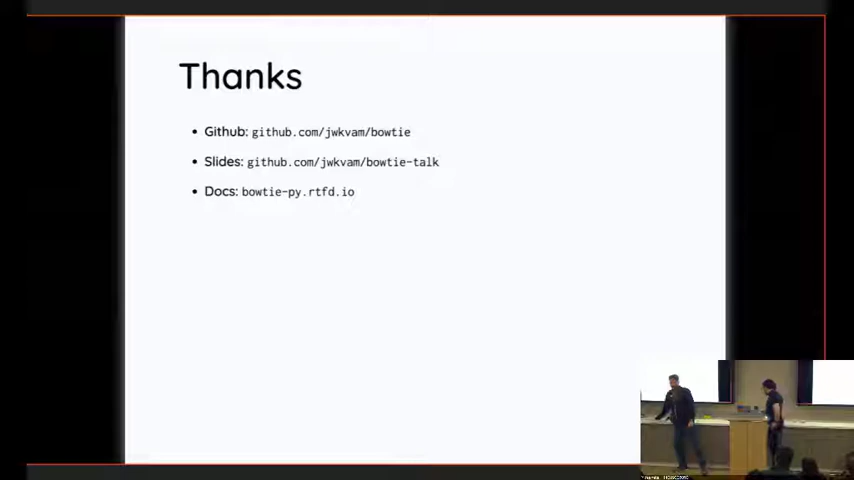 Thanks
• Github: github.com/jwkvam/bowtie
• Slides: github.com/jwkvam/bowtie-talk
• Docs: bowtie-py.rtfd.io